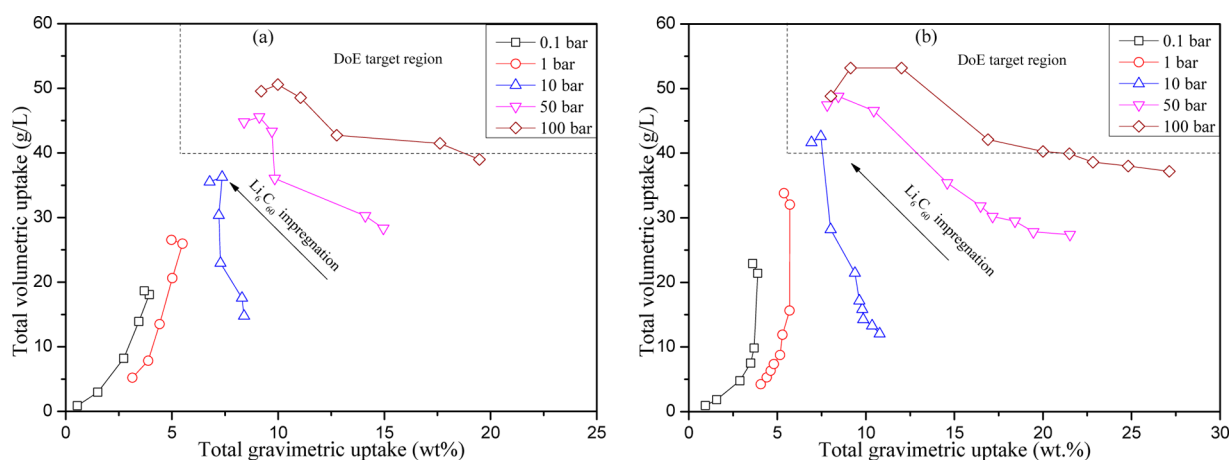 (a)
DoE target region
0.1 bar
1 bar
10 bar
50 bar
100 bar
Li6C60 impregnation
Total volumetric uptake (g/L)
60
50
40
30
20
10
0
0
5
10
15
20
25
Total gravimetric uptake (wt%)
(b)
DoE target region
0.1 bar
1 bar
10 bar
50 bar
100 bar
Li6C60 impregnation
Total volumetric uptake (g/L)
60
50
40
30
20
10
0
0
5
10
15
20
25
30
Total gravimetric uptake (wt.%)